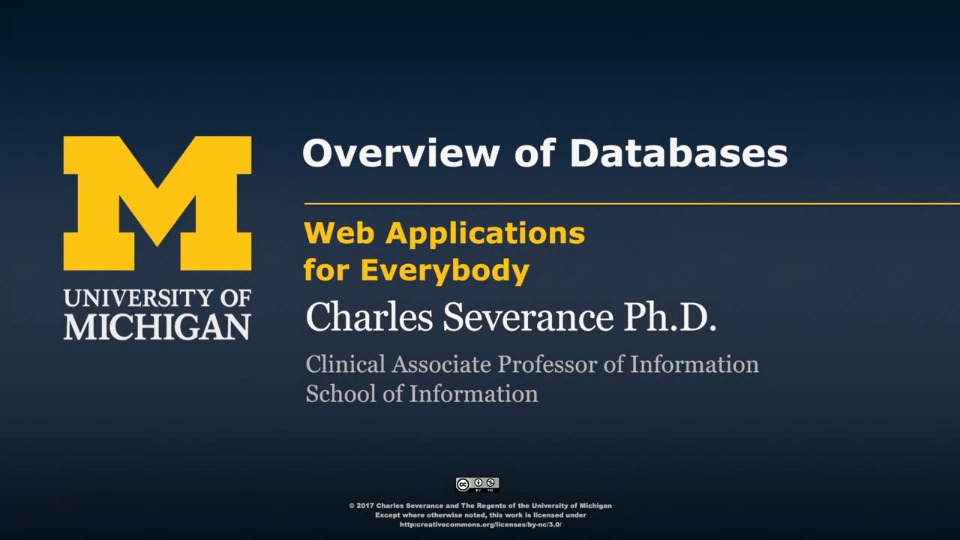 Overview of Databases
Web Applications
for Everybody
Charles Severance Ph.D.
Clinical Associate Professor of Information
School of Information
M
UNIVERSITY OF
MICHIGAN
cc
BY NC
© 2017 Charles Severance and The Regents of the University of Michigan
Except where otherwise noted, this work is licensed under
http:creativecommons.org/licenses/by-nc/3.0/